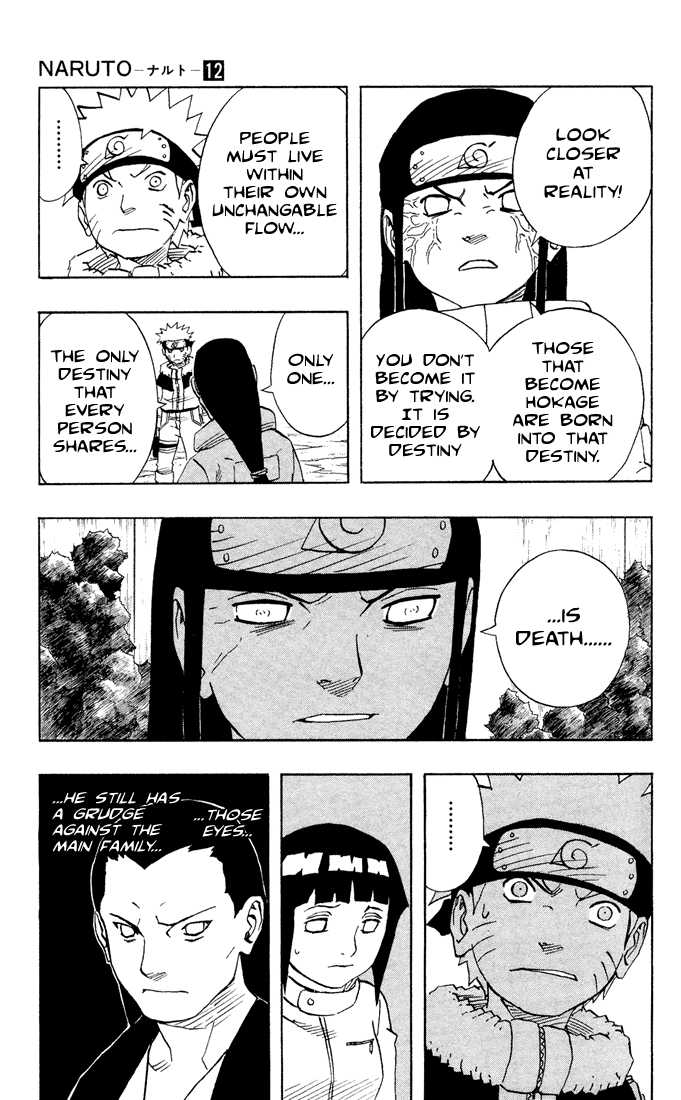 NARUTO —ナルト— 12
LOOK
CLOSER
AT
REALITY!
THOSE
THAT
BECOME
HOKAGE
ARE BORN
INTO THAT
DESTINY.
YOU DON'T
BECOME IT
BY TRYING.
IT IS
DECIDED BY
DESTINY
PEOPLE
MUST LIVE
WITHIN
THEIR OWN
UNCHANGABLE
FLOW...
.........
ONLY
ONE...
THE ONLY
DESTINY
THAT
EVERY
PERSON
SHARES...
...IS
DEATH......
.........
...THOSE
EYES...
...HE STILL HAS
A GRUDGE
AGAINST THE
MAIN FAMILY...